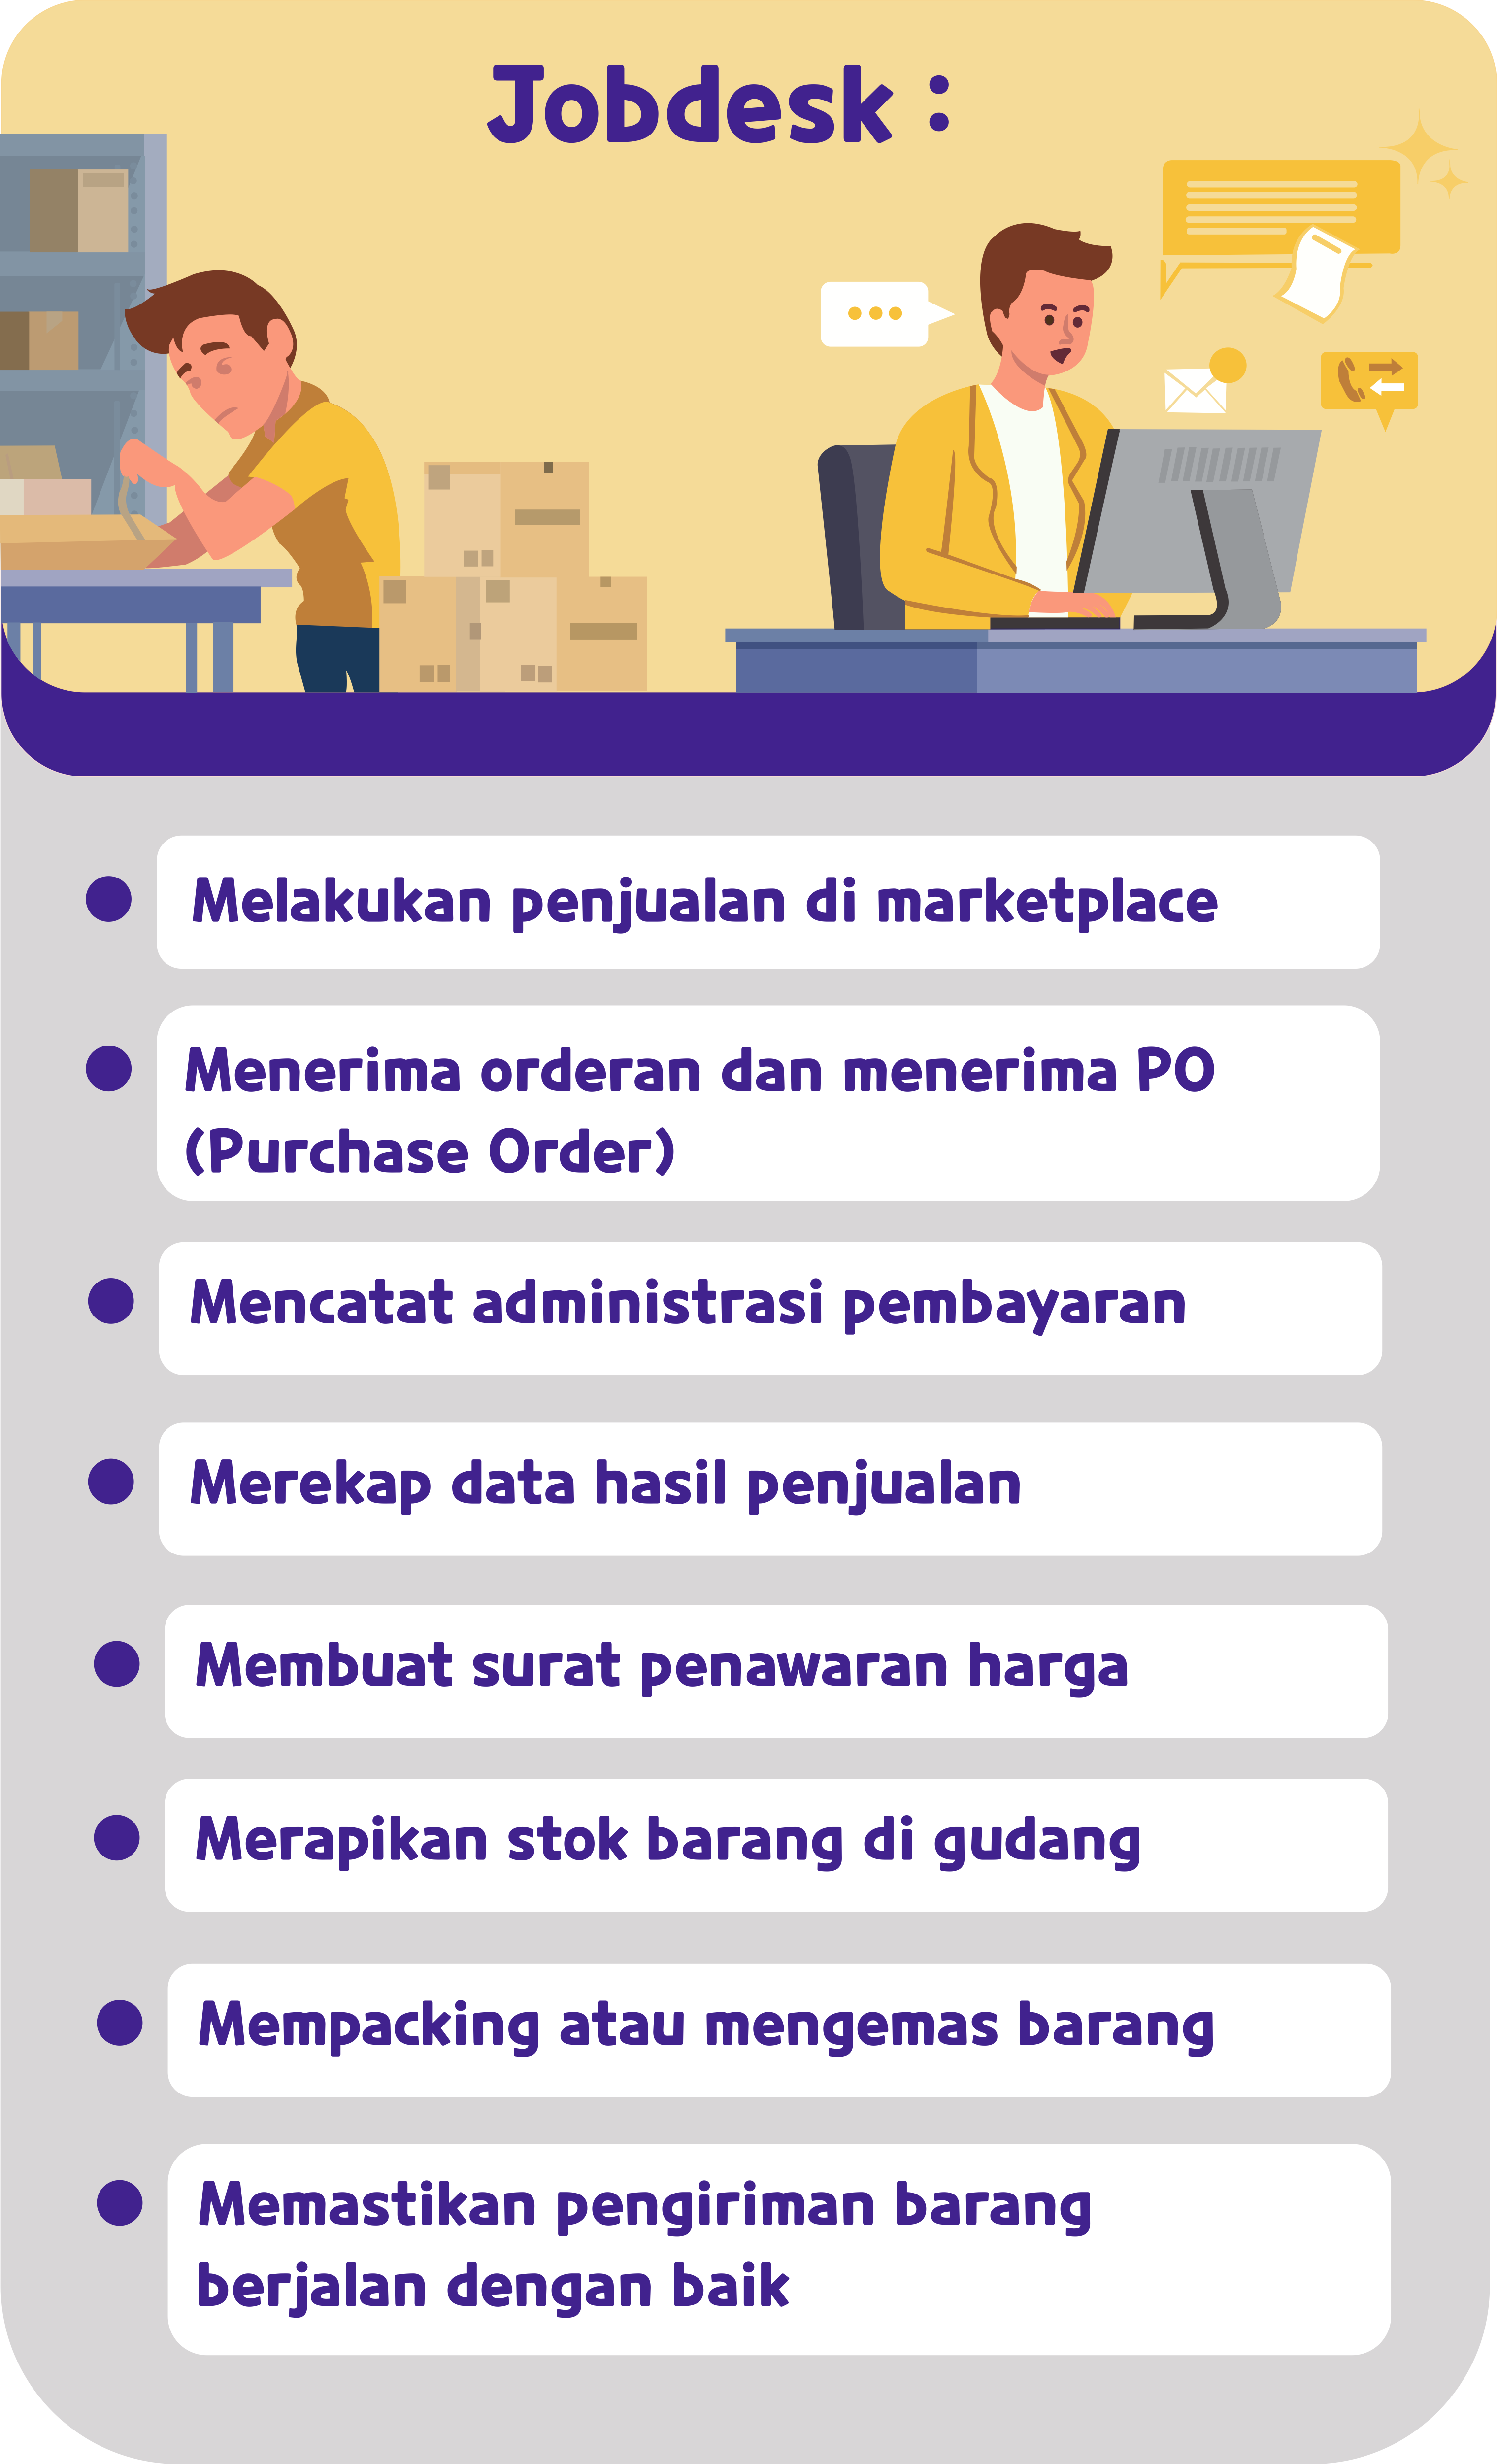 Jobdesk :
Melakukan penjualan di marketplace
Menerima orderan dan menerima PO
(Purchase Order)
Mencatat administrasi pembayaran
Merekap data hasil penjualan
Membuat surat penawaran harga
Merapikan stok barang di gudang
Mempacking atau mengemas barang
Memastikan pengiriman barang
berjalan dengan baik